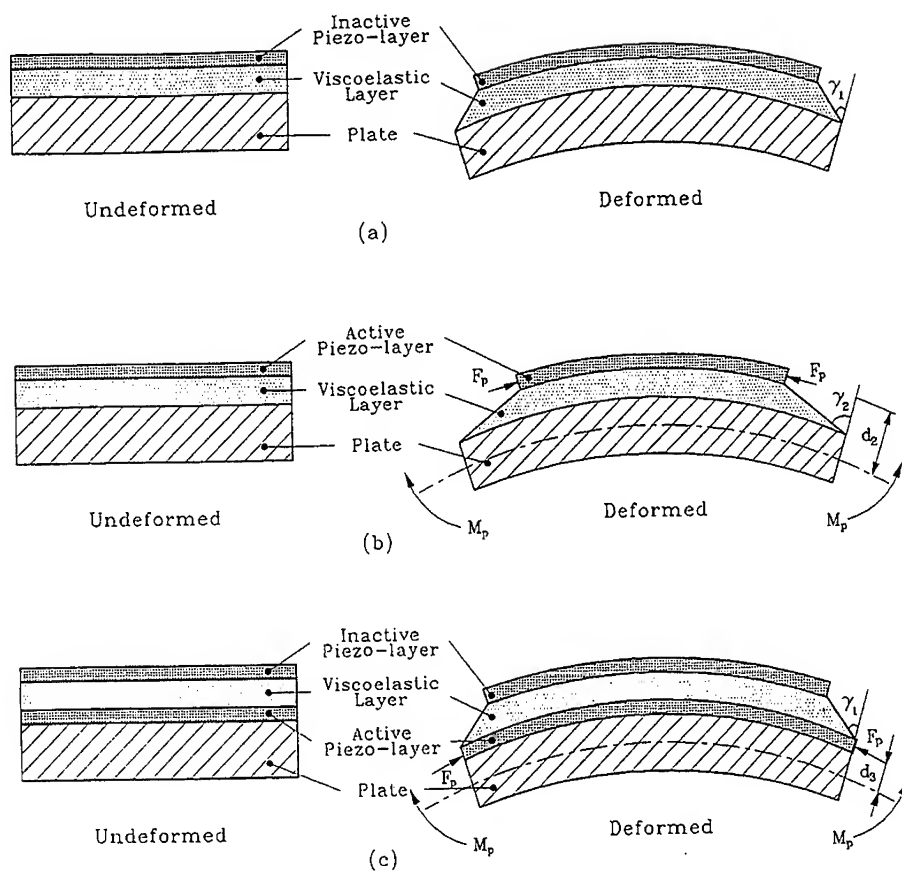 Inactive
Piezo-layer
Viscoelastic
Layer
γ₁
Plate
Undeformed
Deformed
(a)
Active
Piezo-layer
Fₚ
Fₚ
Viscoelastic
Layer
γ₂
d₂
Plate
Undeformed
Deformed
Mₚ
Mₚ
(b)
Inactive
Piezo-layer
Viscoelastic
Layer
γ₁
Active
Piezo-layer
Fₚ
Fₚ
d₃
Plate
Undeformed
Deformed
Mₚ
Mₚ
(c)